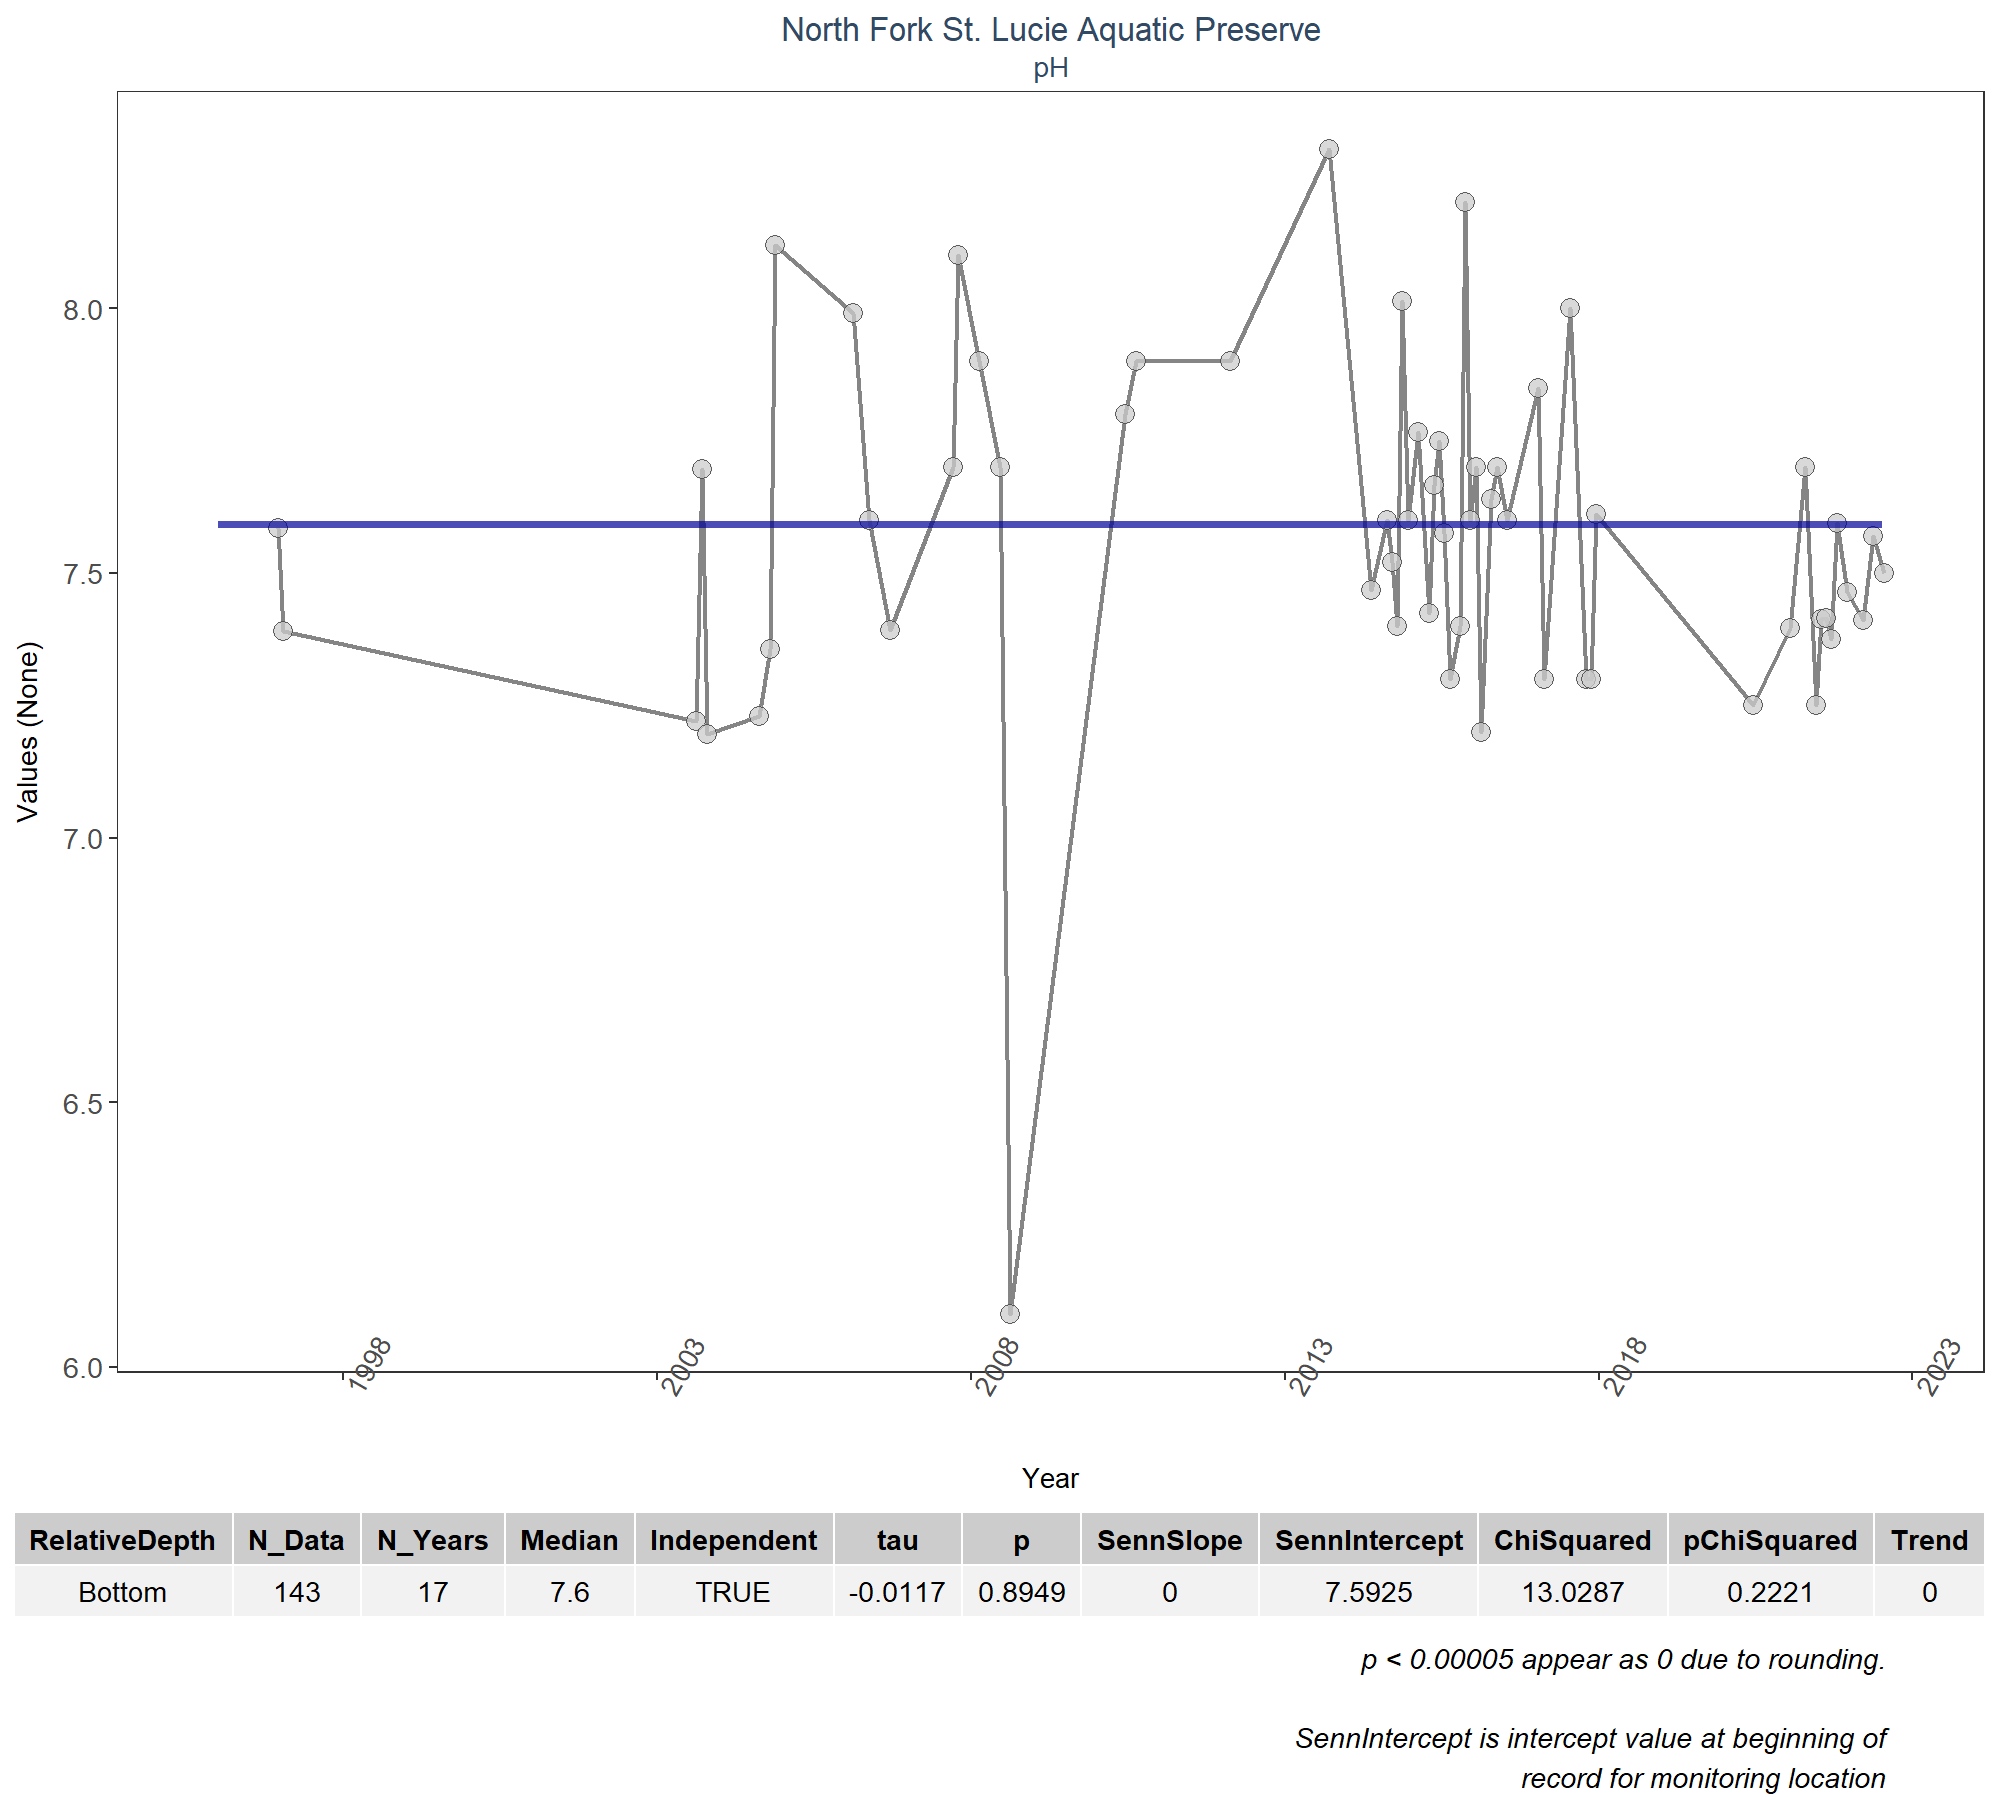 North Fork St. Lucie Aquatic Preserve
pH
Values (None)
8.0
7.5
7.0
6.5
6.0
1998 2003 2008 2013 2018 2023
Year
RelativeDepth N_Data N_Years Median Independent tau p SennSlope SennIntercept ChiSquared pChiSquared Trend
Bottom 143 17 7.6 TRUE -0.0117 0.8949 0 7.5925 13.0287 0.2221 0
p < 0.00005 appear as 0 due to rounding.
SennIntercept is intercept value at beginning of
record for monitoring location